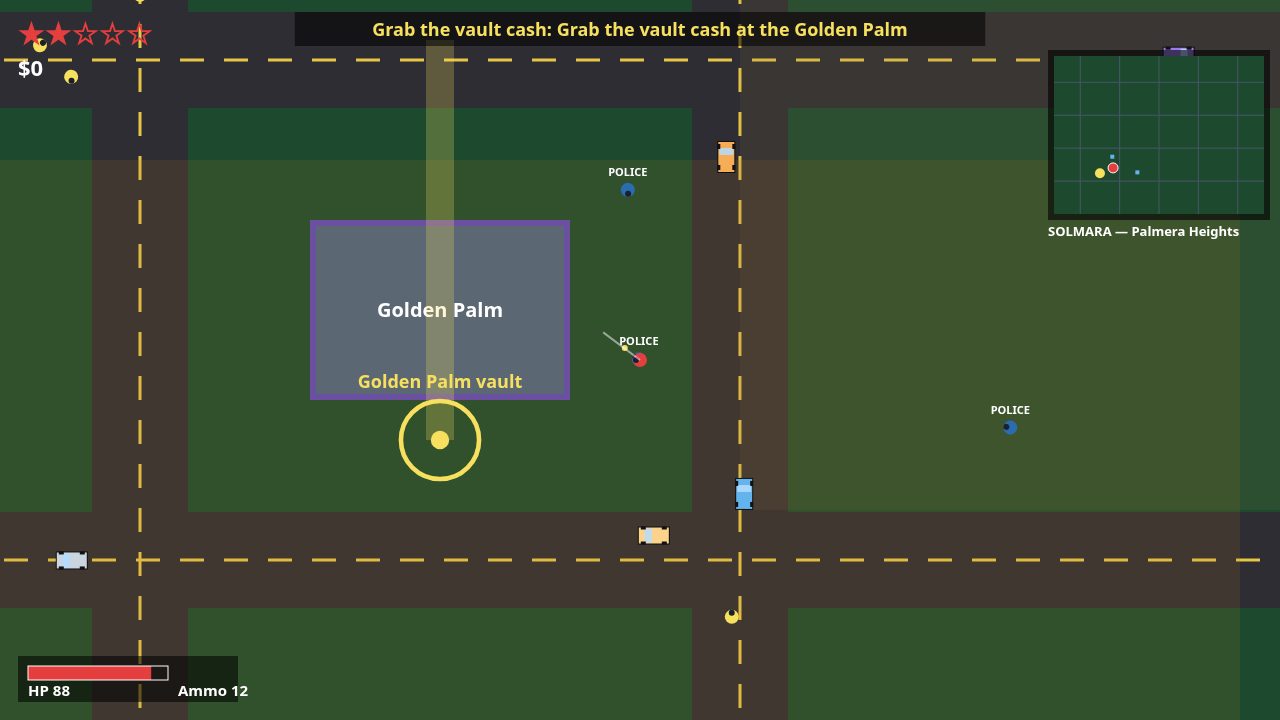 Grab the vault cash: Grab the vault cash at the Golden Palm
$0
SOLMARA — Palmera Heights
POLICE
Golden Palm
POLICE
Golden Palm vault
POLICE
HP 88
Ammo 12